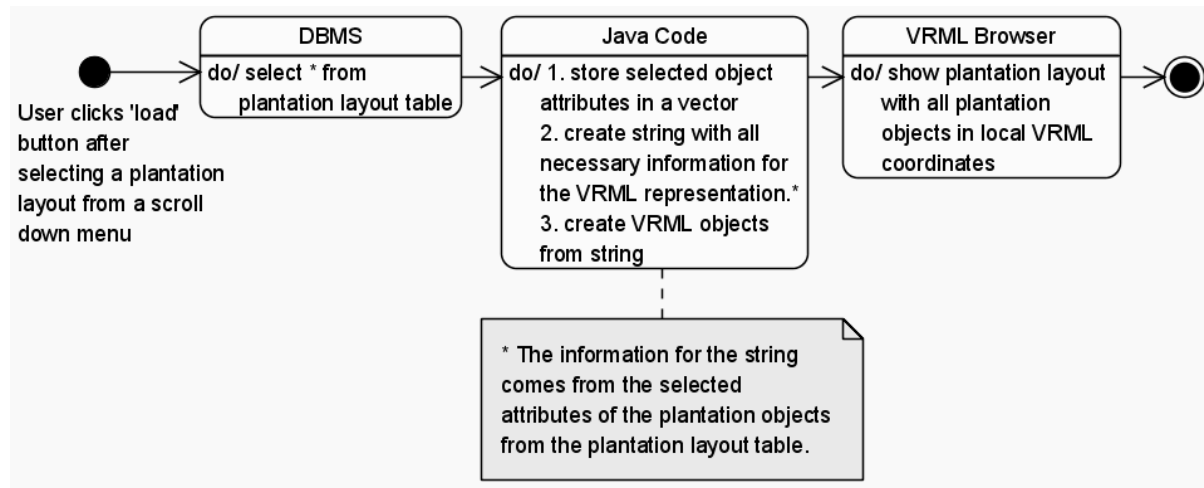 User clicks 'load'
button after
selecting a plantation
layout from a scroll
down menu
DBMS
do/ select * from
plantation layout table
Java Code
do/ 1. store selected object
attributes in a vector
2. create string with all
necessary information for
the VRML representation.*
3. create VRML objects
from string
VRML Browser
do/ show plantation layout
with all plantation
objects in local VRML
coordinates
* The information for the string
comes from the selected
attributes of the plantation objects
from the plantation layout table.